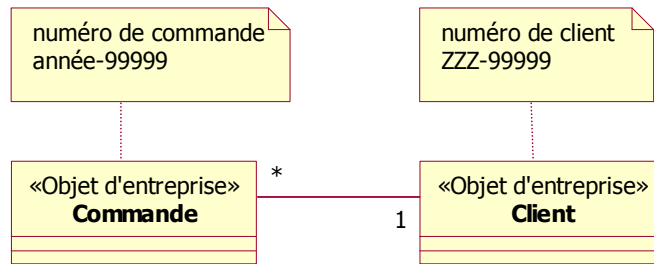 numéro de commande
année-99999
numéro de client
ZZZ-99999
«Objet d'entreprise»
Commande
*
1
«Objet d'entreprise»
Client